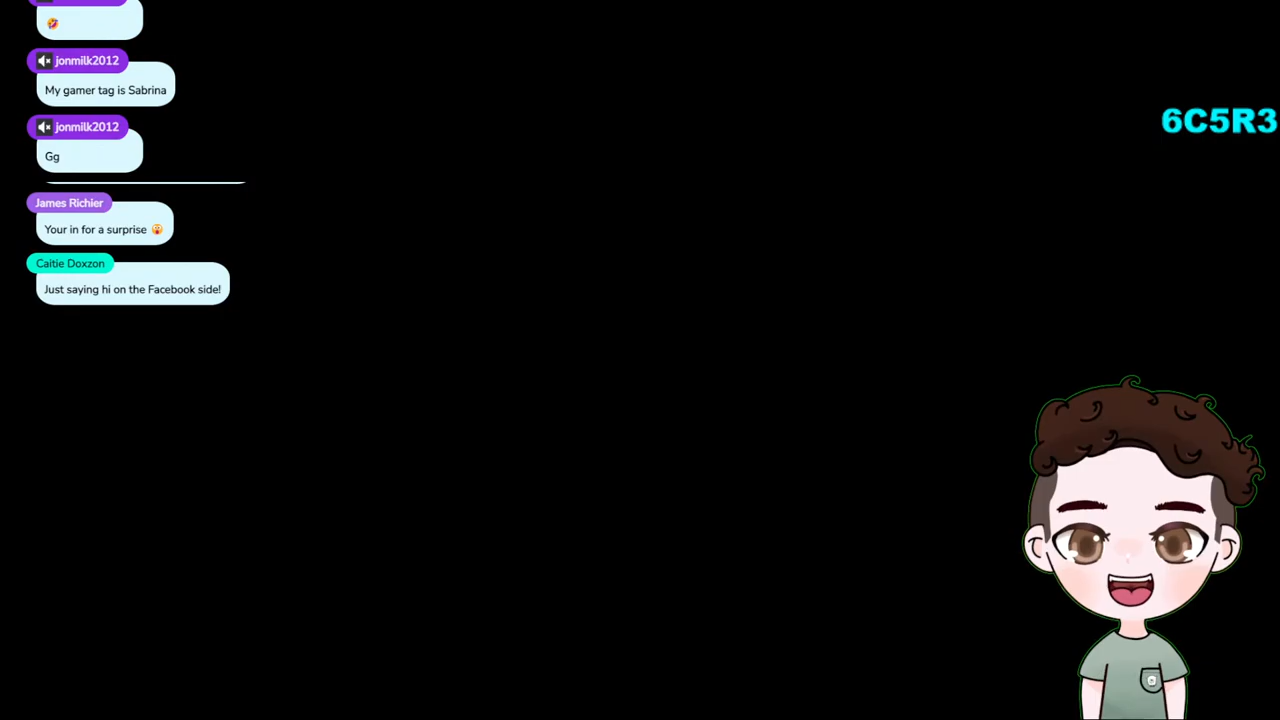 🤣
jonmilk2012
My gamer tag is Sabrina
jonmilk2012
Gg
James Richier
Your in for a surprise 😲
Caitie Doxzon
Just saying hi on the Facebook side!
6C5R3